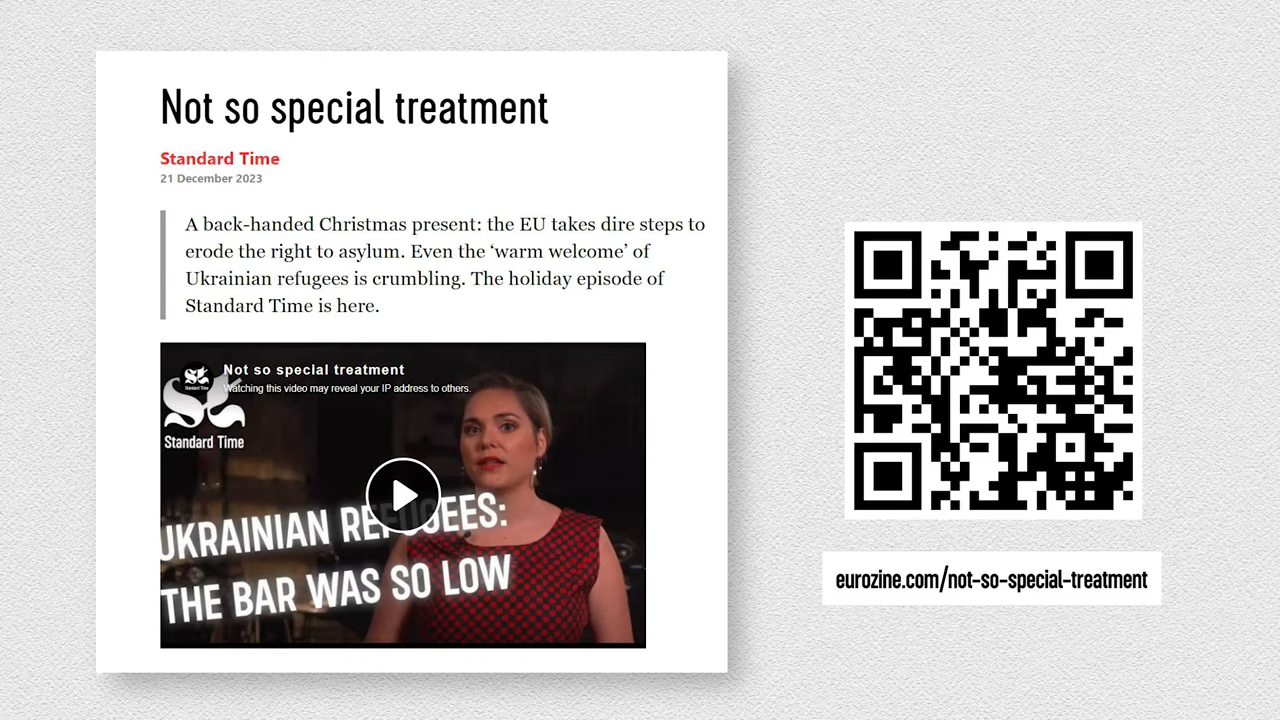 Not so special treatment
Standard Time
21 December 2023
A back-handed Christmas present: the EU takes dire steps to
erode the right to asylum. Even the ‘warm welcome’ of
Ukrainian refugees is crumbling. The holiday episode of
Standard Time is here.
Not so special treatment
Watching this video may reveal your IP address to others.
St
Standard Time
UKRAINIAN REFUGEES:
THE BAR WAS SO LOW
eurozine.com/not-so-special-treatment